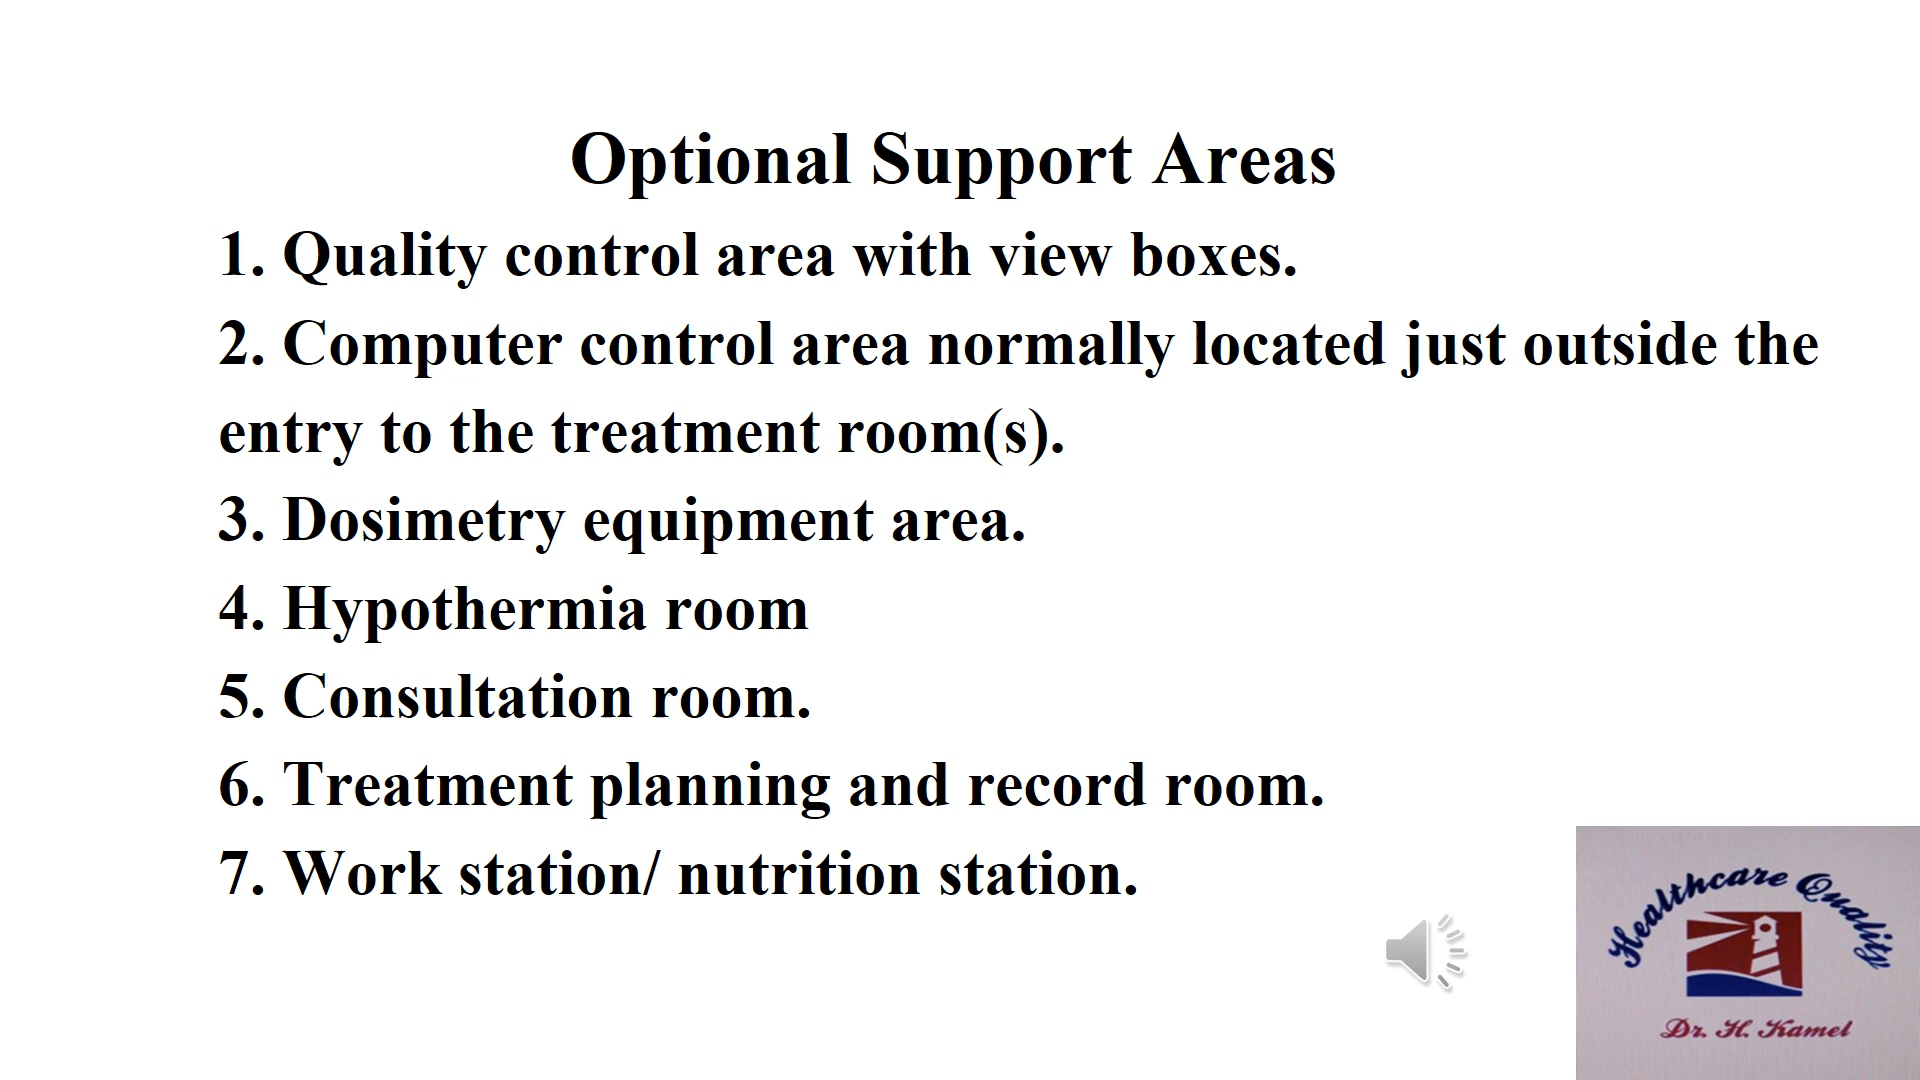 Optional Support Areas
1. Quality control area with view boxes.
2. Computer control area normally located just outside the
entry to the treatment room(s).
3. Dosimetry equipment area.
4. Hypothermia room
5. Consultation room.
6. Treatment planning and record room.
7. Work station/ nutrition station.
Healthcare Quality
Dr. H. Kamel